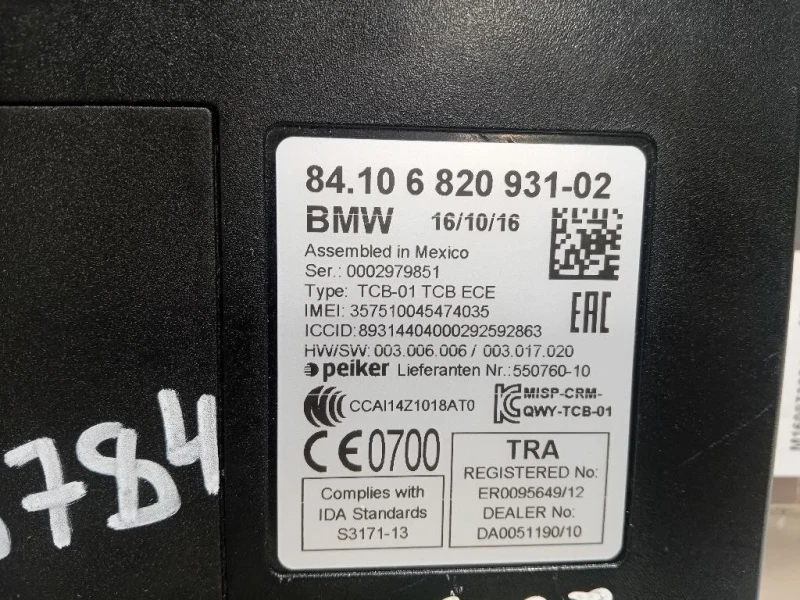 84.10 6 820 931-02
BMW 16/10/16
Assembled in Mexico
Ser.: 0002979851
Type: TCB-01 TCB ECE
IMEI: 357510045474035
ICCID:89314404000292592863
HW/SW: 003.006.006 / 003.017.020
peiker Lieferanten Nr.:550760-10
EAC
CCAI14Z1018AT0
MISP-CRM-
QWY-TCB-01
CE0700
Complies with
IDA Standards
S3171-13
TRA
REGISTERED No:
ER0095649/12
DEALER No:
DA0051190/10
784